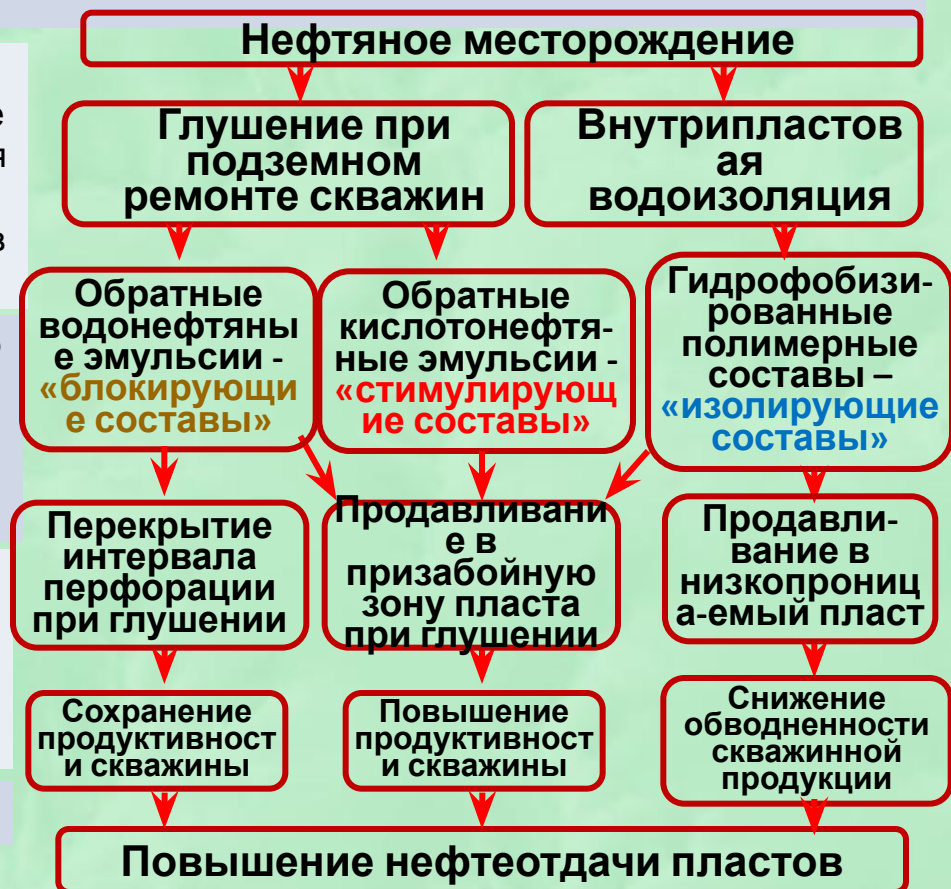 Нефтяное месторождение
е
я
в
Глушение при
подземном
ремонте скважин
Внутрипластов
ая
водоизоляция
Обратные
водонефтяны
е эмульсии -
«блокирующи
е составы»
Обратные
кислотонефтя-
ные эмульсии -
«стимулирующ
ие составы»
Гидрофобизи-
рованные
полимерные
составы –
«изолирующие
составы»
Перекрытие
интервала
перфорации
при глушении
Продавливани
е в
призабойную
зону пласта
при глушении
Продавли-
вание в
низкопрониц
а-емый пласт
Сохранение
продуктивност
и скважины
Повышение
продуктивност
и скважины
Снижение
обводненности
скважинной
продукции
Повышение нефтеотдачи пластов